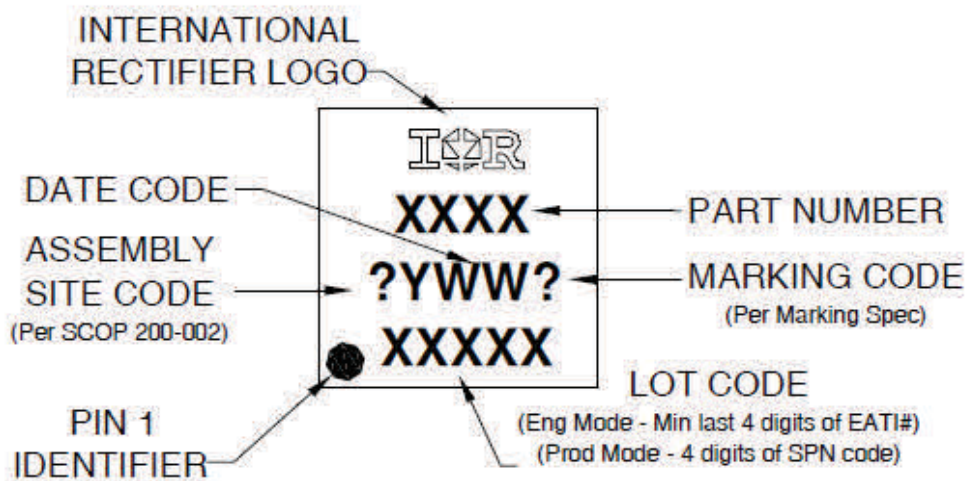 INTERNATIONAL
RECTIFIER LOGO
IOR
DATE CODE
XXXX
PART NUMBER
ASSEMBLY
SITE CODE
(Per SCOP 200-002)
?YWW?
MARKING CODE
(Per Marking Spec)
XXXXX
PIN 1
IDENTIFIER
LOT CODE
(Eng Mode - Min last 4 digits of EATI#)
(Prod Mode - 4 digits of SPN code)